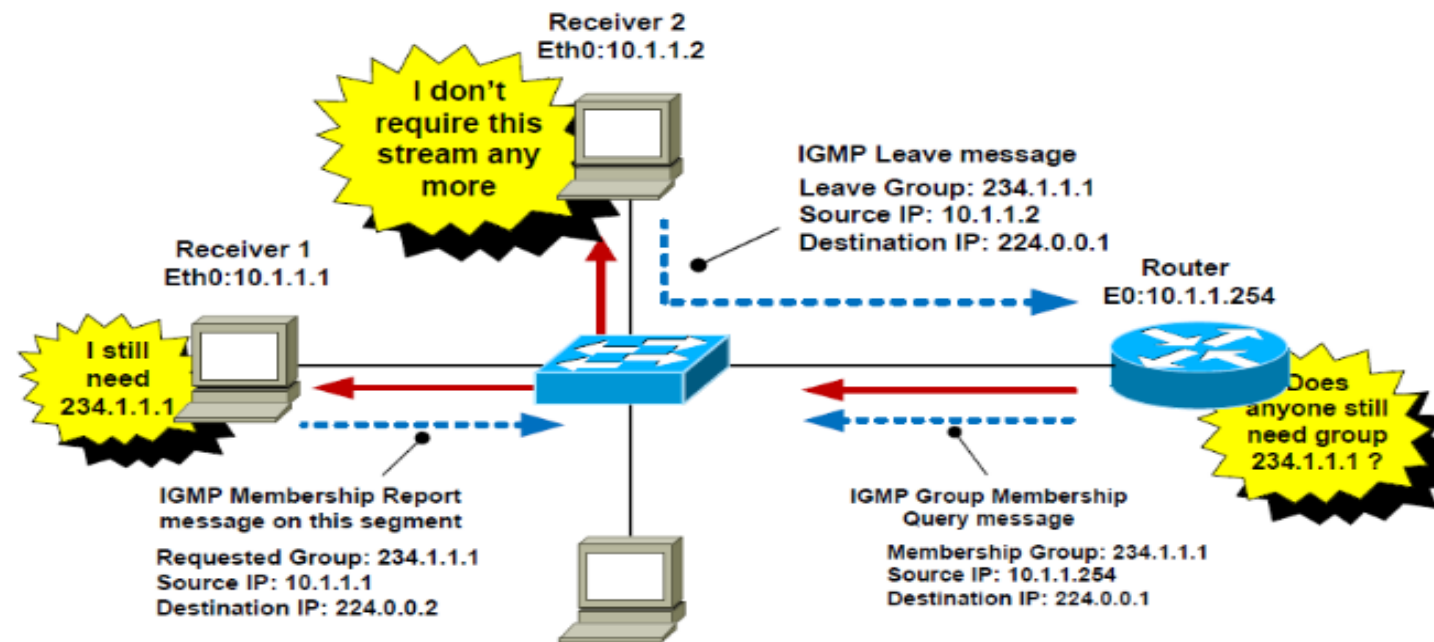 Receiver 2
Eth0:10.1.1.2
I don't
require this
stream any
more
IGMP Leave message
Leave Group: 234.1.1.1
Source IP: 10.1.1.2
Destination IP: 224.0.0.1
Receiver 1
Eth0:10.1.1.1
Router
E0:10.1.1.254
I still
need
234.1.1.1
Does
anyone still
need group
234.1.1.1 ?
IGMP Membership Report
message on this segment
Requested Group: 234.1.1.1
Source IP: 10.1.1.1
Destination IP: 224.0.0.2
IGMP Group Membership
Query message
Membership Group: 234.1.1.1
Source IP: 10.1.1.254
Destination IP: 224.0.0.1